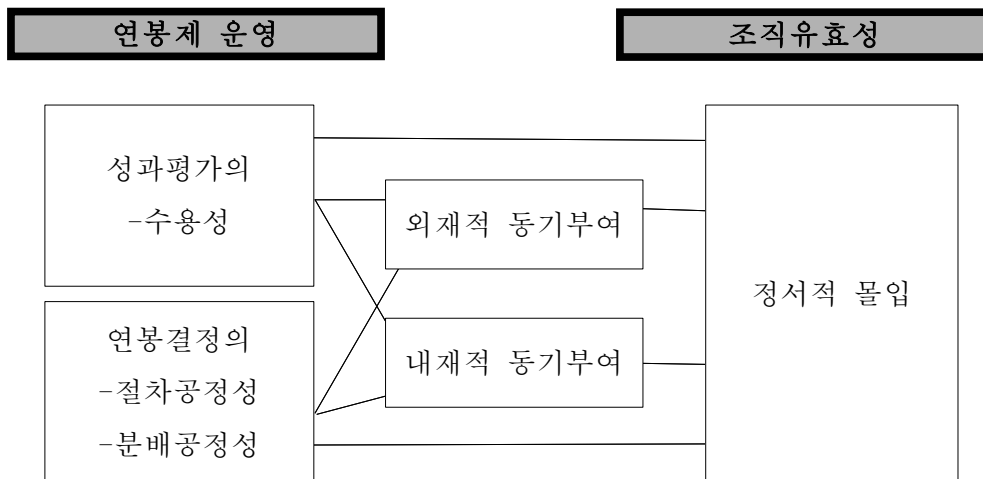 연봉제 운영
조직유효성
성과평가의
-수용성
외재적 동기부여
정서적 몰입
내재적 동기부여
연봉결정의
-절차공정성
-분배공정성